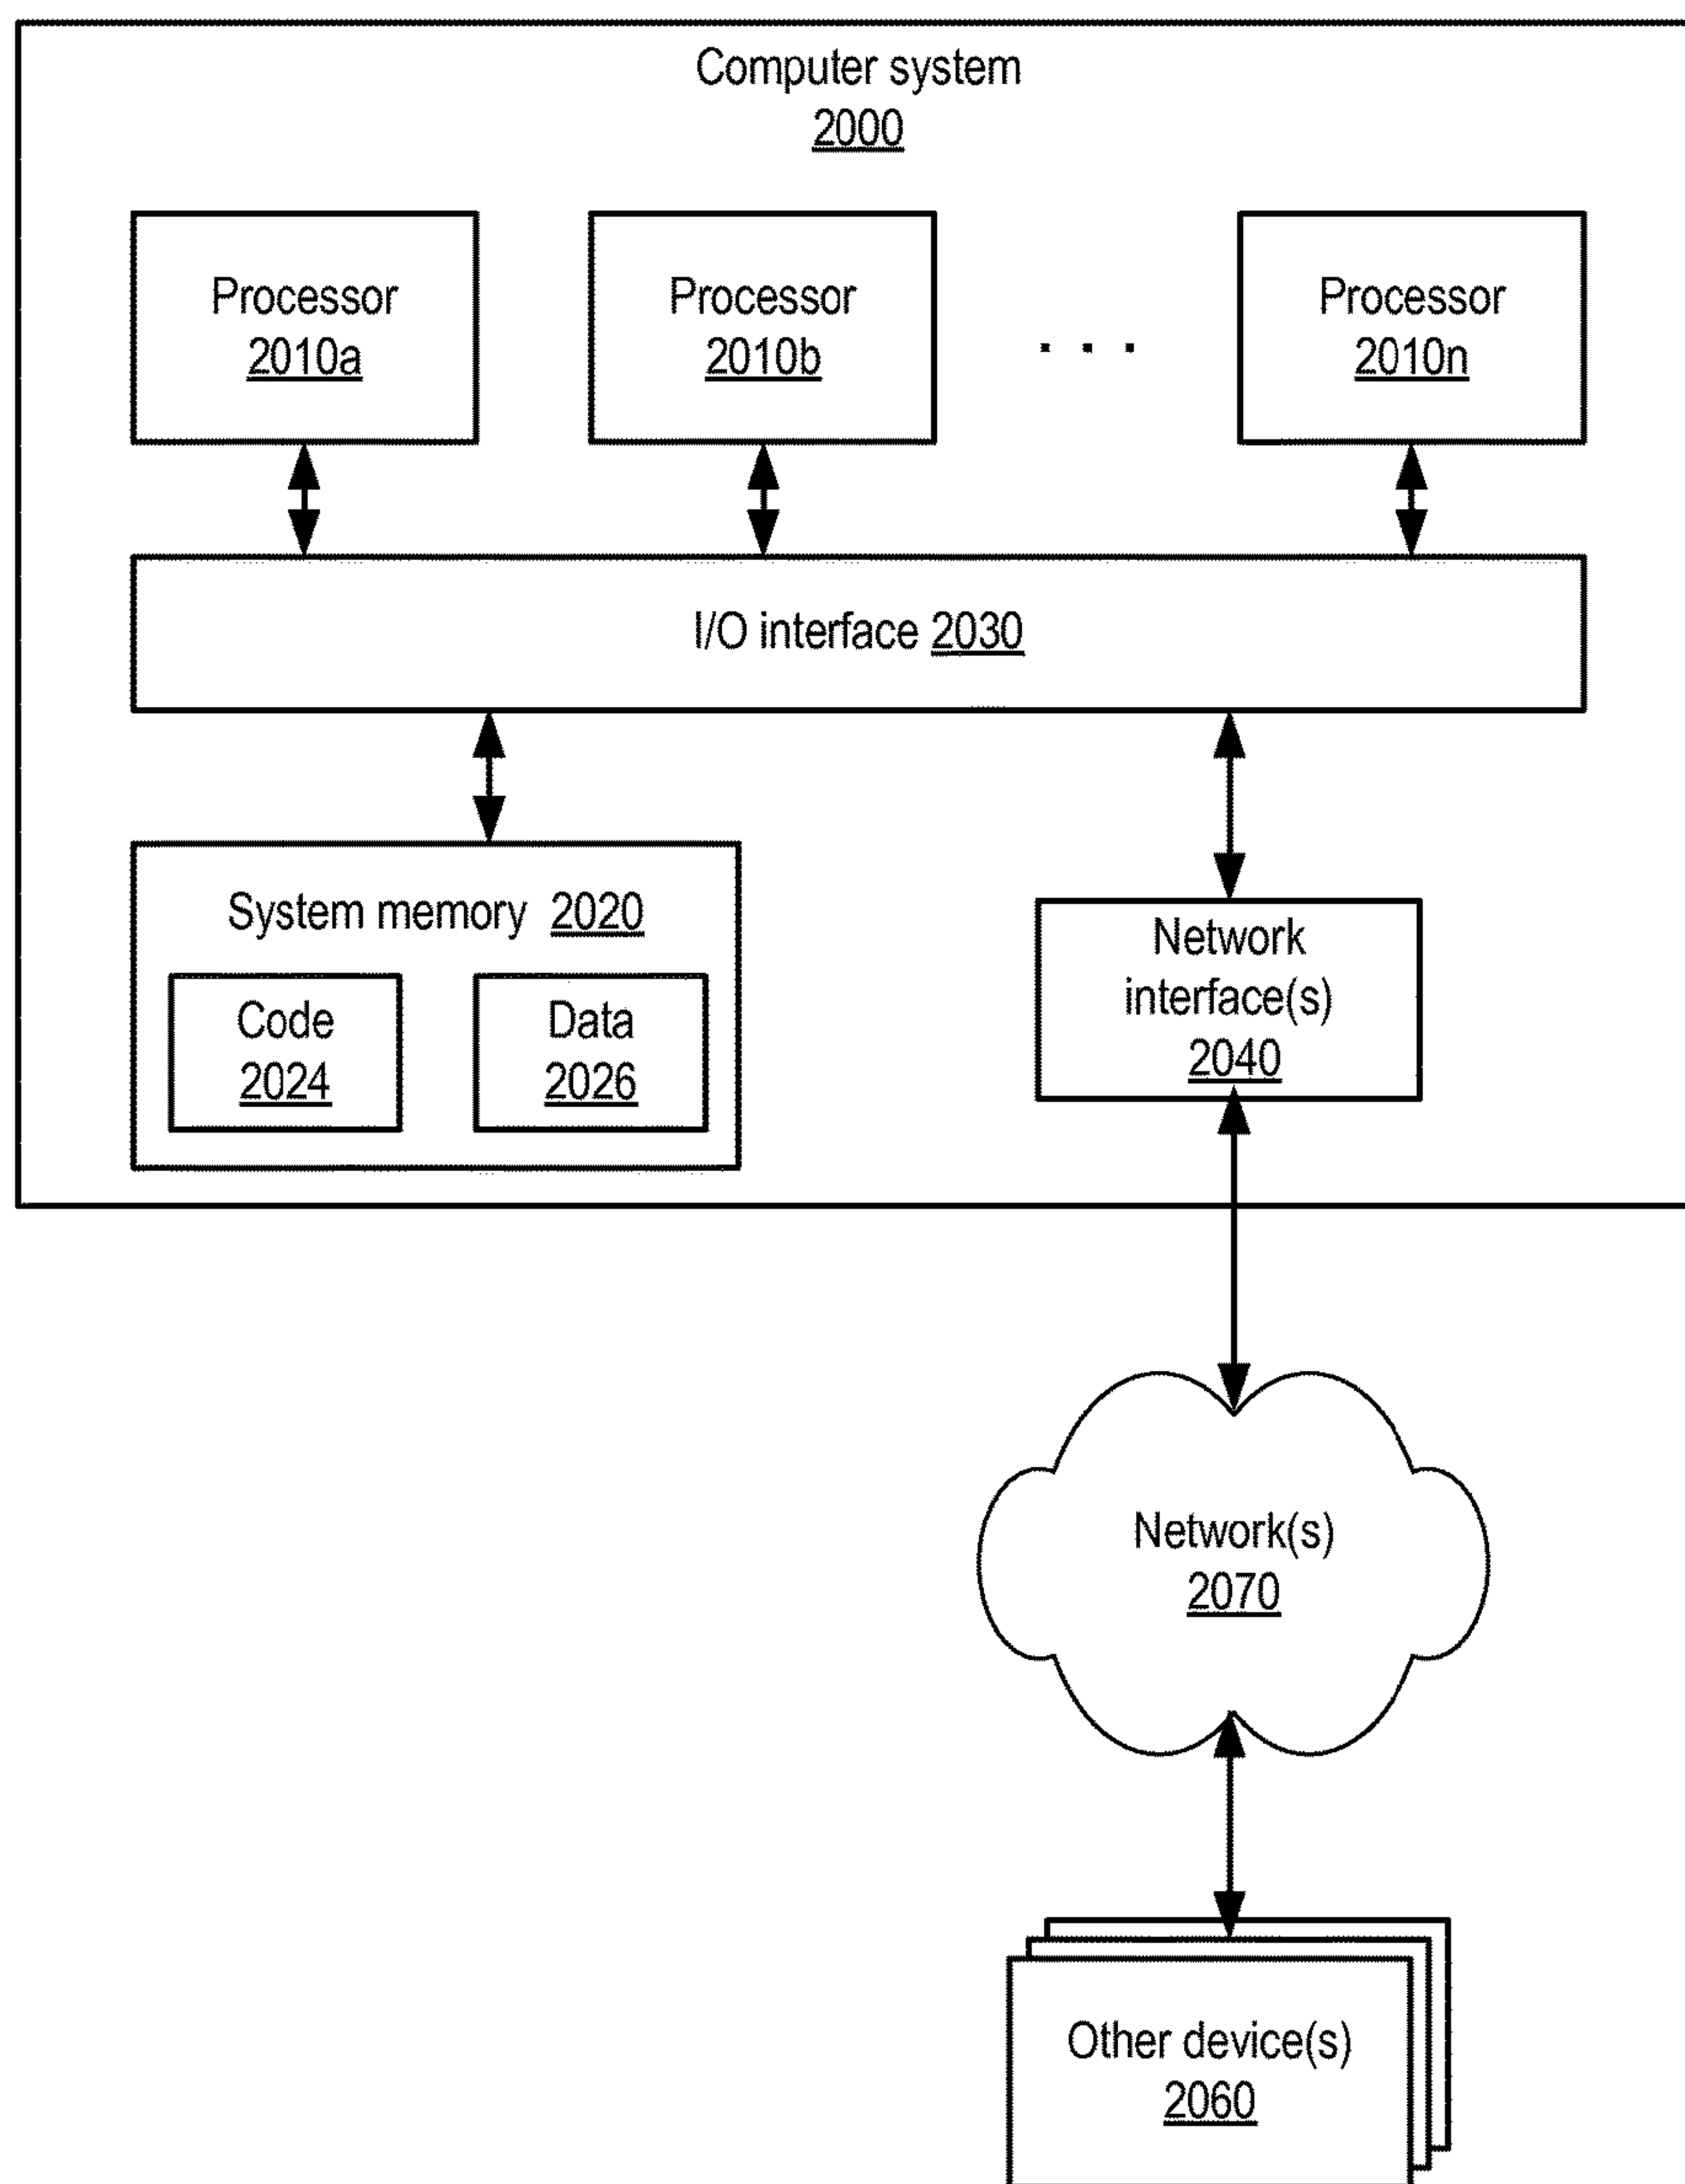 Computer system
2000
Processor
2010a
Processor
2010b
. . .
Processor
2010n
I/O interface 2030
System memory 2020
Code
2024
Data
2026
Network
interface(s)
2040
Network(s)
2070
Other device(s)
2060